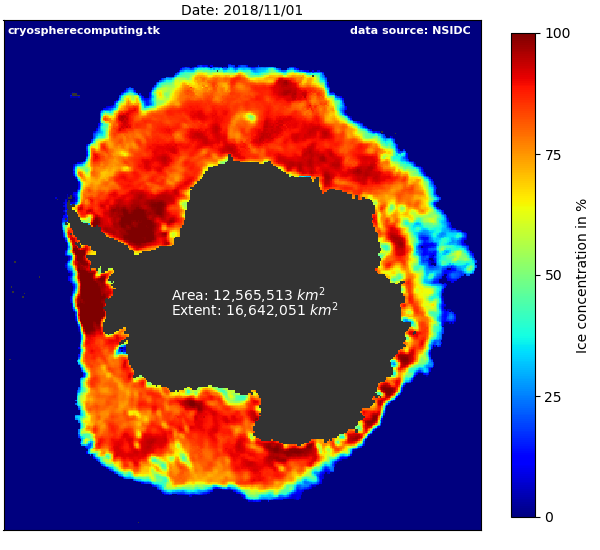 Date: 2018/11/01
cryospherecomputing.tk
data source: NSIDC
Area: 12,565,513 km²
Extent: 16,642,051 km²
100
75
50
25
0
Ice concentration in %